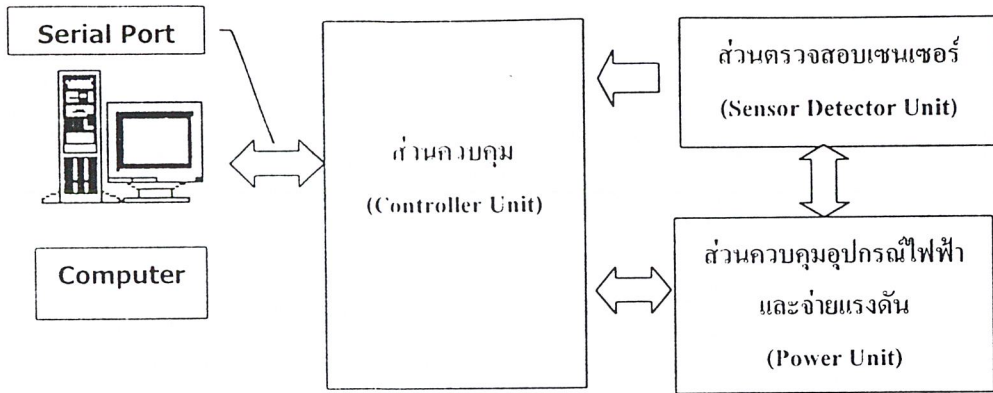 Serial Port
Computer
ส่วนควบคุม
(Controller Unit)
ส่วนตรวจสอบเซนเซอร์
(Sensor Detector Unit)
ส่วนควบคุมอุปกรณ์ไฟฟ้า
และจ่ายแรงดัน
(Power Unit)